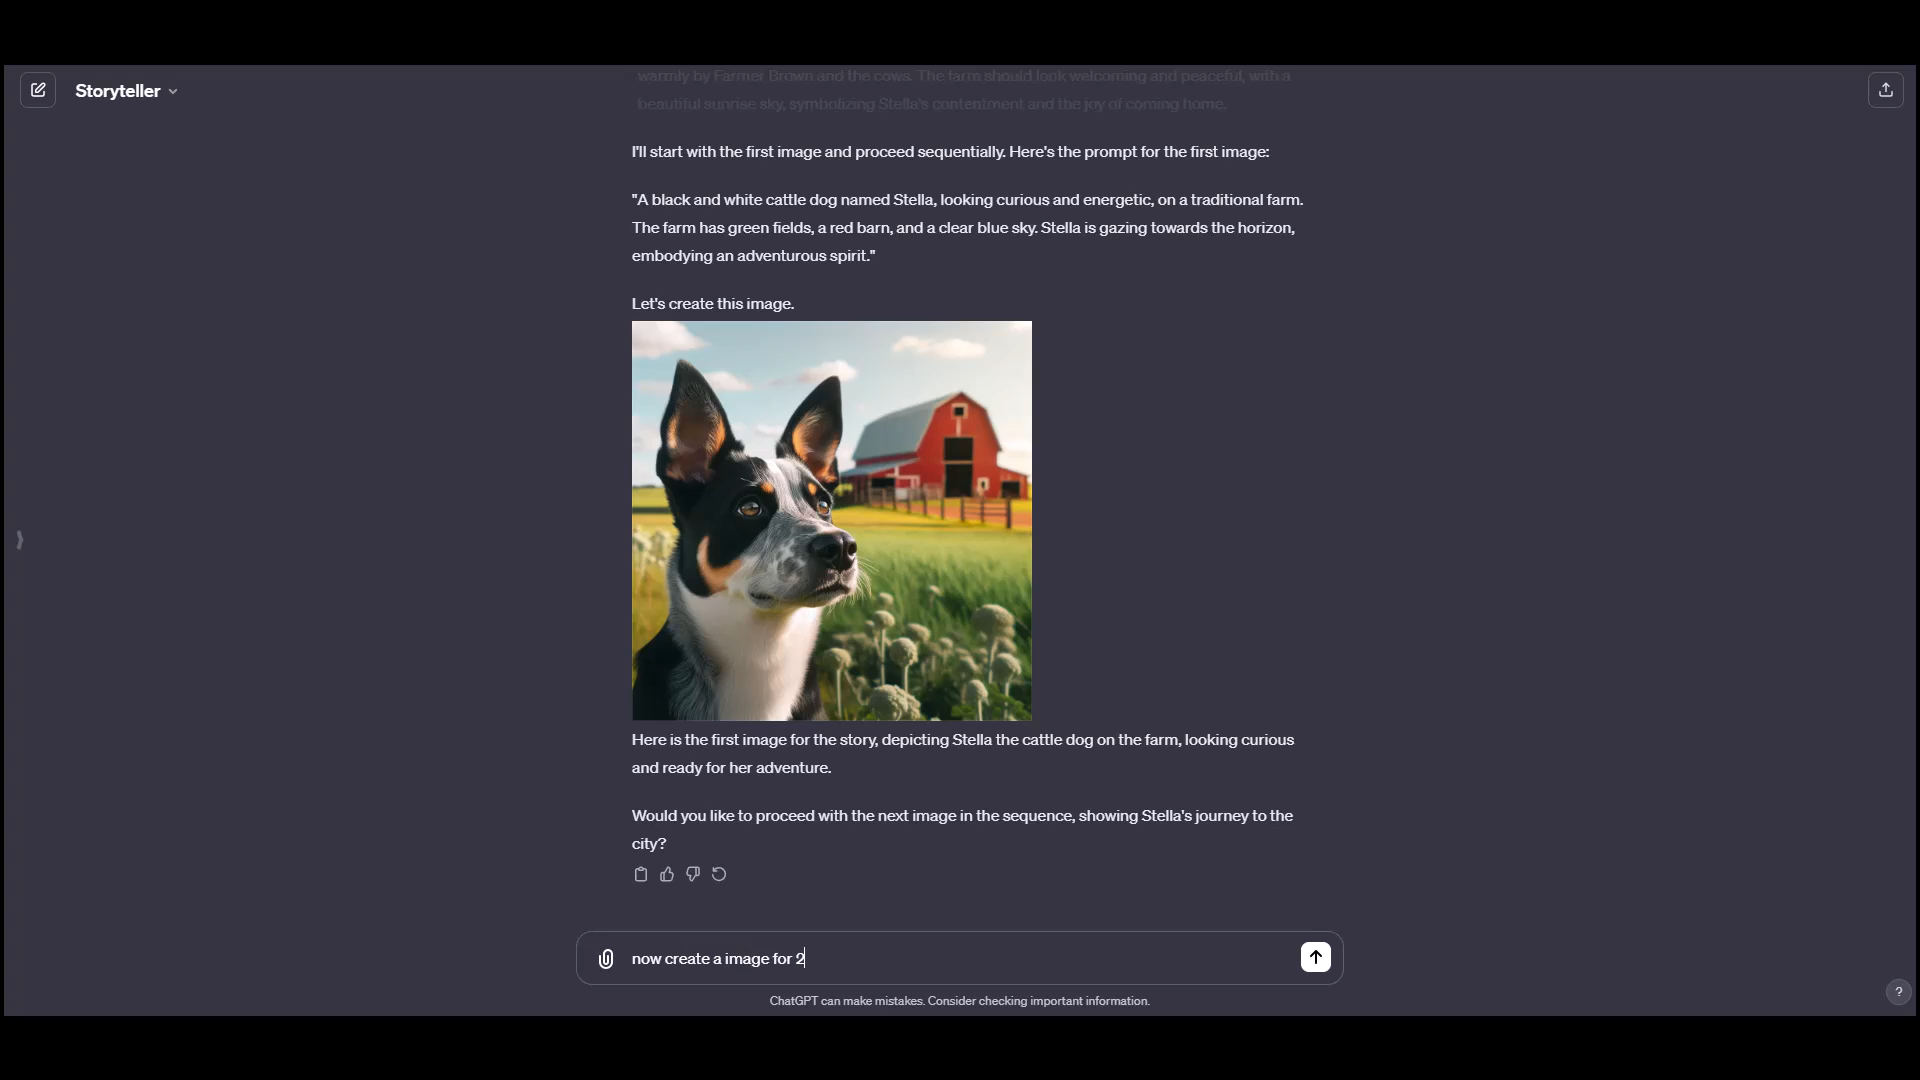 Storyteller
warmly by Farmer Brown and the cows. The farm should look welcoming and peaceful, with a
beautiful sunrise sky, symbolizing Stella's contentment and the joy of coming home.
I'll start with the first image and proceed sequentially. Here's the prompt for the first image:
"A black and white cattle dog named Stella, looking curious and energetic, on a traditional farm.
The farm has green fields, a red barn, and a clear blue sky. Stella is gazing towards the horizon,
embodying an adventurous spirit."
Let's create this image.
Here is the first image for the story, depicting Stella the cattle dog on the farm, looking curious
and ready for her adventure.
Would you like to proceed with the next image in the sequence, showing Stella's journey to the
city?
now create a image for 2
ChatGPT can make mistakes. Consider checking important information.
?